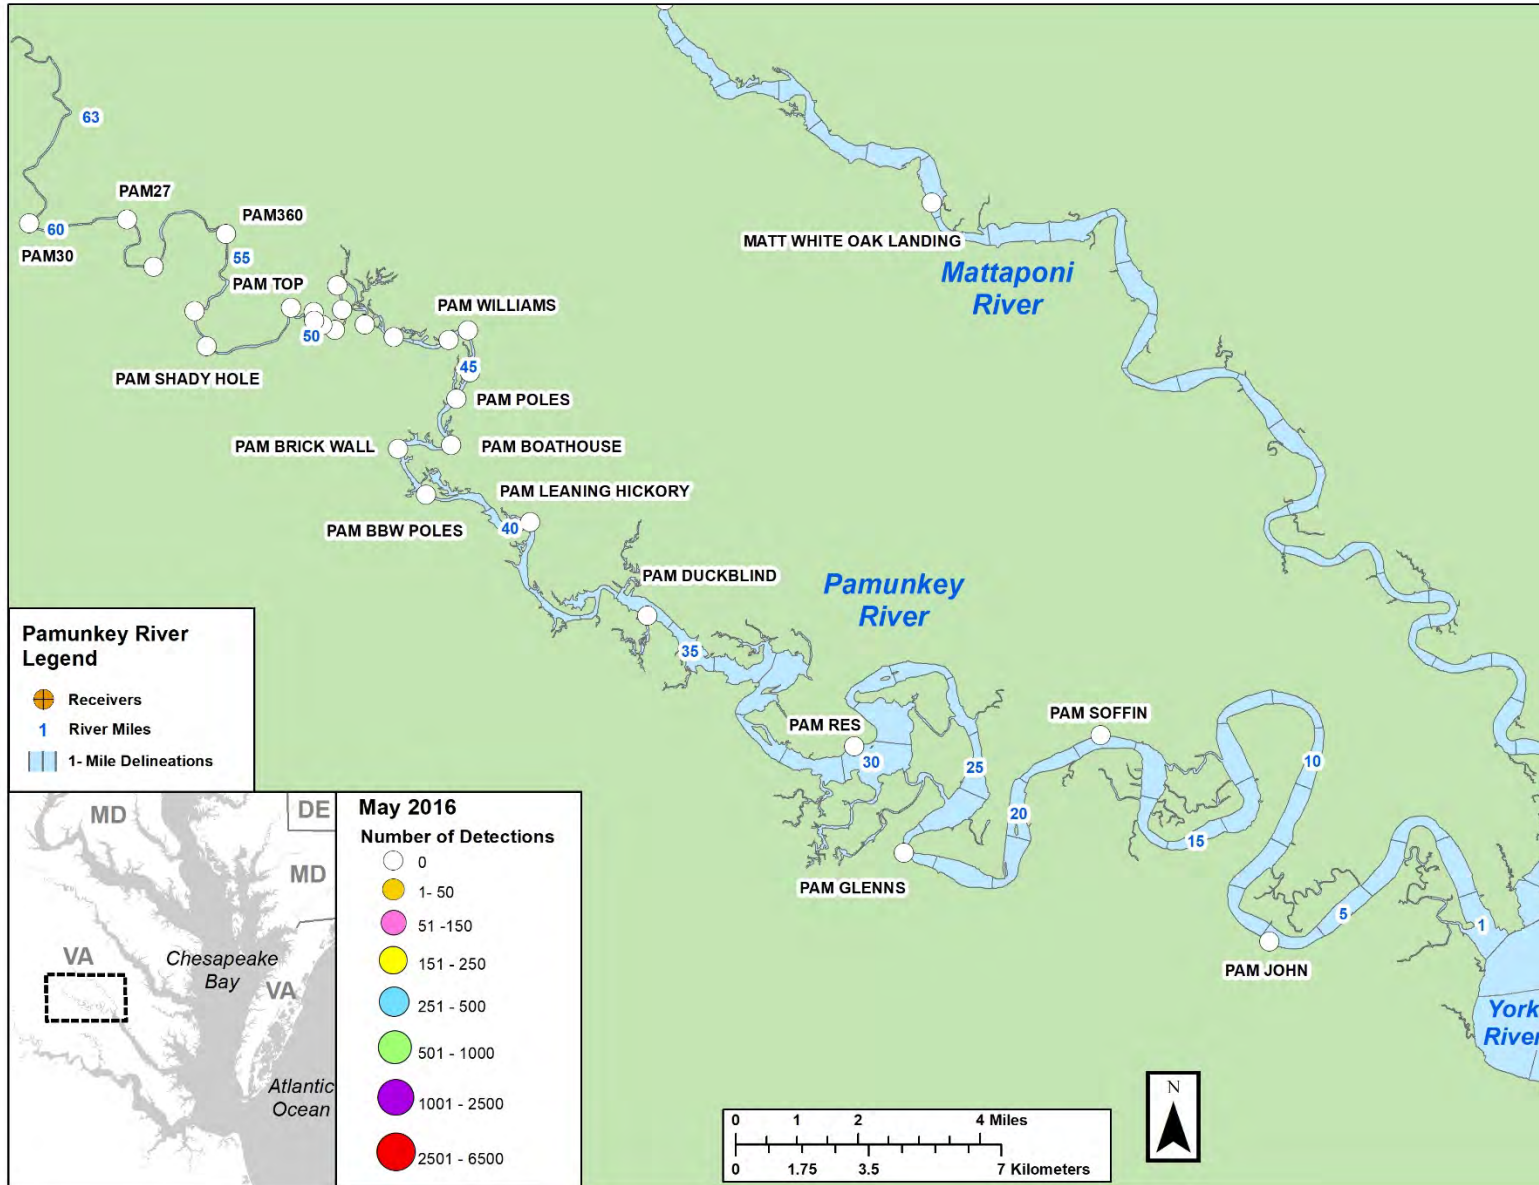 63
PAM27
PAM360
60
PAM30
55
PAM TOP
50
PAM SHADY HOLE
PAM WILLIAMS
45
PAM POLES
PAM BRICK WALL
PAM BOATHOUSE
PAM LEANING HICKORY
PAM BBW POLES
40
PAM DUCKBLIND
35
MATT WHITE OAK LANDING
Mattaponi
River
Pamunkey
River
PAM RES
30
25
PAM GLENNS
20
PAM SOFFIN
15
10
PAM JOHN
5
1
York
River
Pamunkey River
Legend
Receivers
1 River Miles
1- Mile Delineations
MD
DE
MD
VA
Chesapeake
Bay
VA
Atlantic
Ocean
May 2016
Number of Detections
0
1- 50
51 -150
151 - 250
251 - 500
501 - 1000
1001 - 2500
2501 - 6500
0 1 2 4 Miles
0 1.75 3.5 7 Kilometers
N